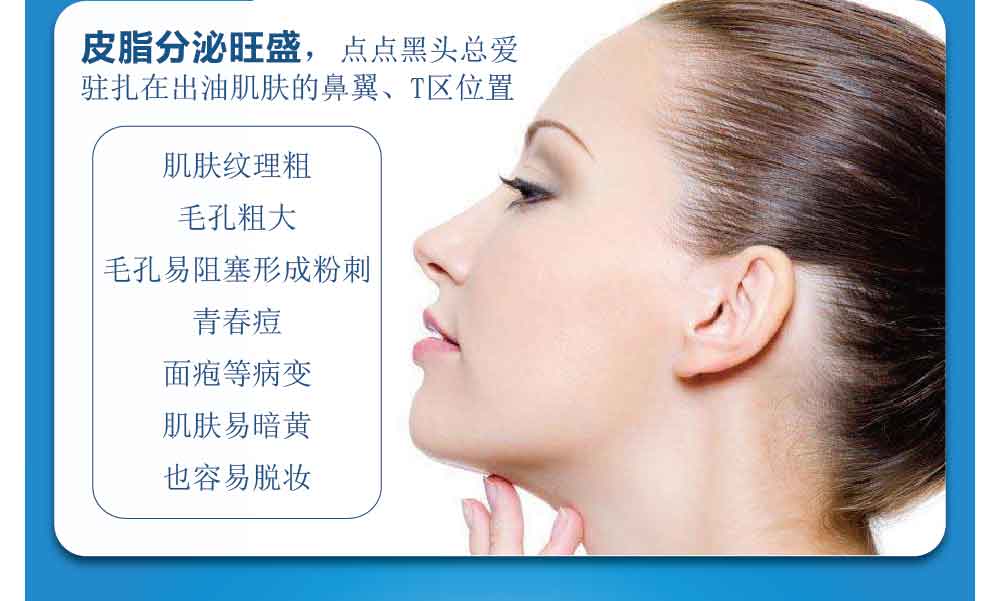 皮脂分泌旺盛，点点黑头总爱
驻扎在出油肌肤的鼻翼、T区位置
肌肤纹理粗
毛孔粗大
毛孔易阻塞形成粉刺
青春痘
面疱等病变
肌肤易暗黄
也容易脱妆